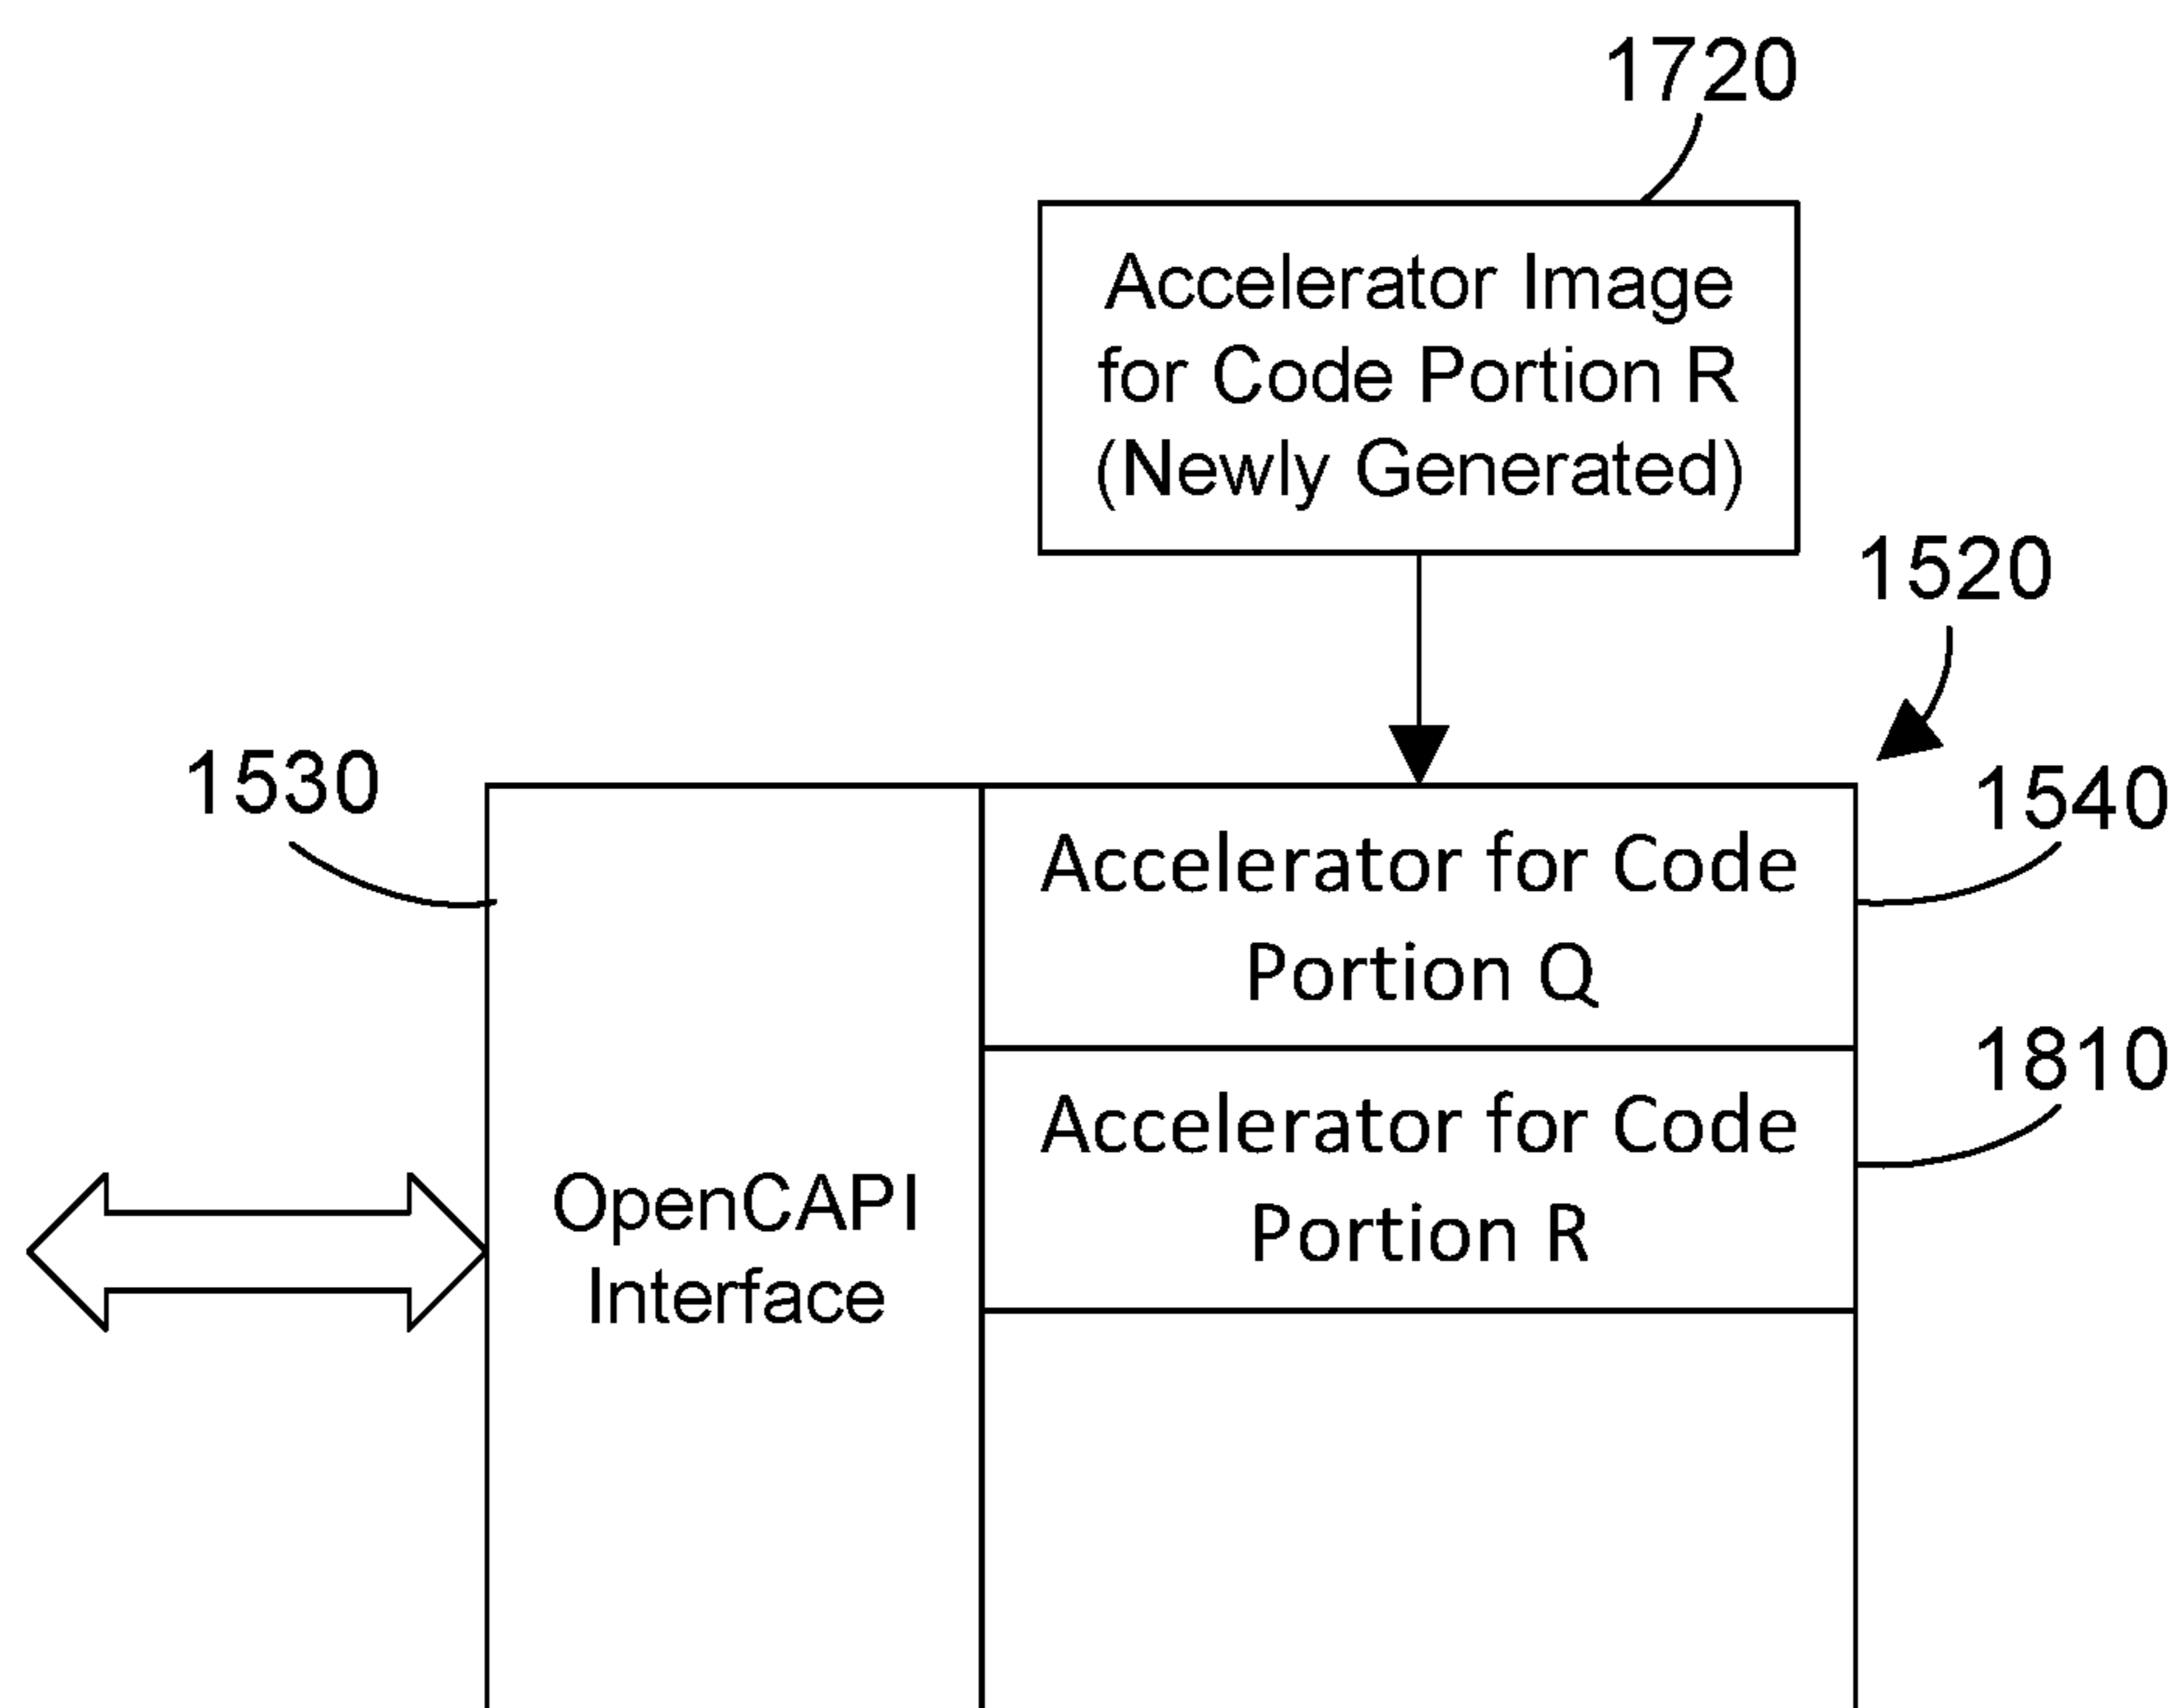 1720
Accelerator Image
for Code Portion R
(Newly Generated)
1520
1530
1540
Accelerator for Code
Portion Q
1810
Accelerator for Code
Portion R
OpenCAPI
Interface